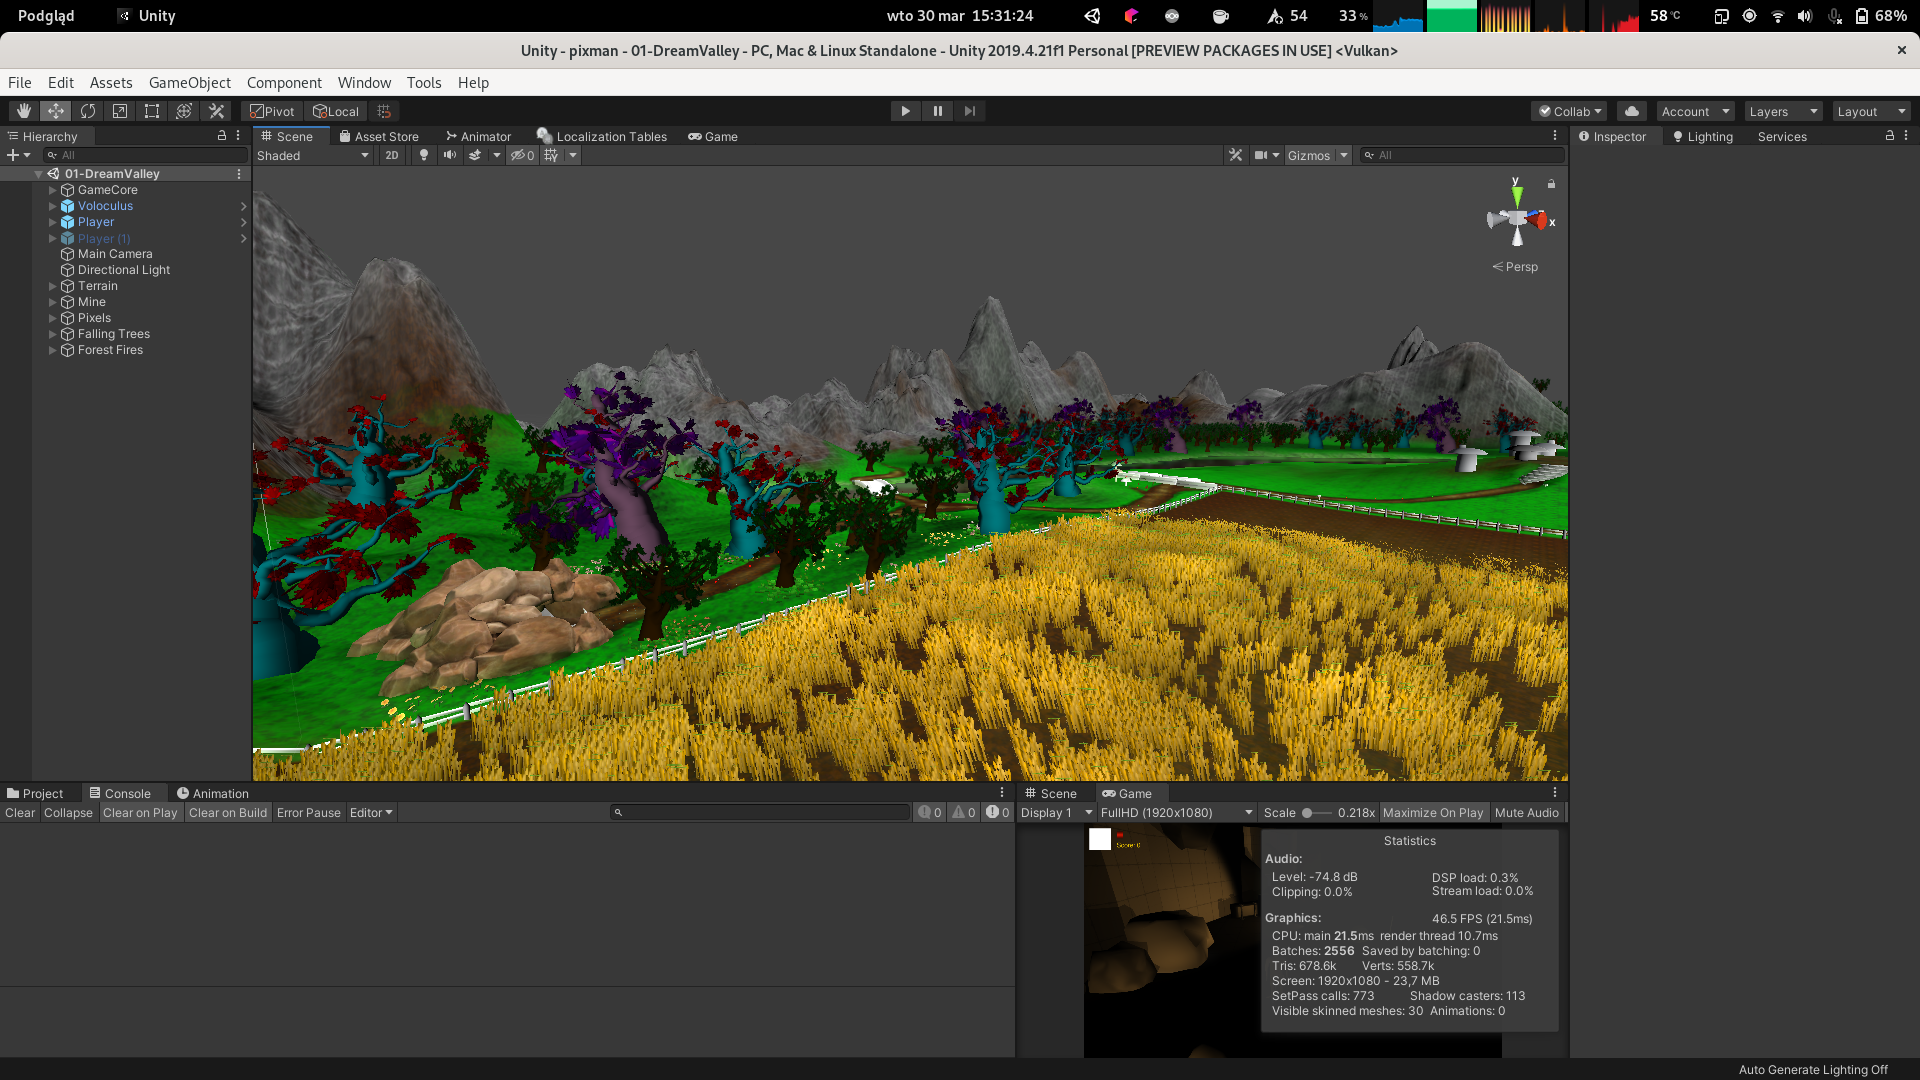 Podgląd Unity wto 30 mar 15:31:24 54 33 % 58 °C 68%
Unity - pixman - 01-DreamValley - PC, Mac & Linux Standalone - Unity 2019.4.21f1 Personal [PREVIEW PACKAGES IN USE] <Vulkan>
File Edit Assets GameObject Component Window Tools Help
Pivot Local Collab Account Layers Layout
Hierarchy
All
01-DreamValley
GameCore
Voloculus
Player
Player (1)
Main Camera
Directional Light
Terrain
Mine
Pixels
Falling Trees
Forest Fires
Scene Asset Store Animator Localization Tables Game
Shaded 2D 0 Gizmos All
y
x
Persp
Inspector Lighting Services
Project Console Animation
Clear Collapse Clear on Play Clear on Build Error Pause Editor 0 0 0
Scene Game
Display 1 FullHD (1920x1080) Scale 0.218x Maximize On Play Mute Audio
Score: 0
Statistics
Audio:
Level: -74.8 dB DSP load: 0.3%
Clipping: 0.0% Stream load: 0.0%
Graphics: 46.5 FPS (21.5ms)
CPU: main 21.5ms render thread 10.7ms
Batches: 2556 Saved by batching: 0
Tris: 678.6k Verts: 558.7k
Screen: 1920x1080 - 23,7 MB
SetPass calls: 773 Shadow casters: 113
Visible skinned meshes: 30 Animations: 0
Auto Generate Lighting Off